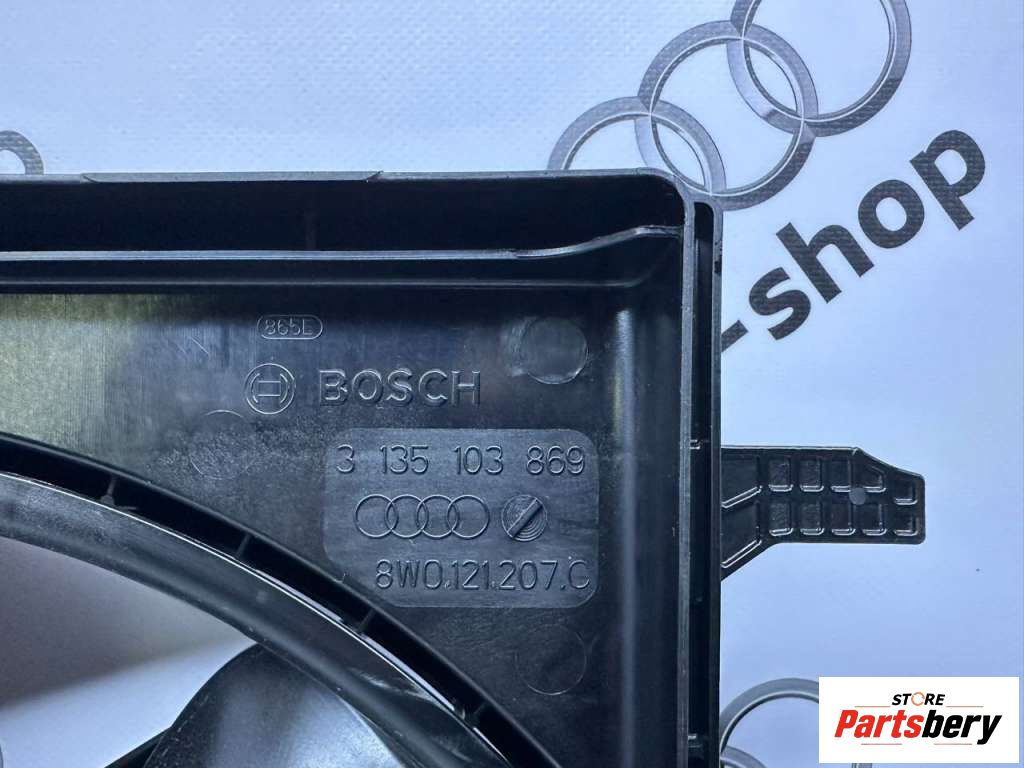 -shop
865E
BOSCH
3 135 103 869
8W0.121.207.C
STORE
Partsbery